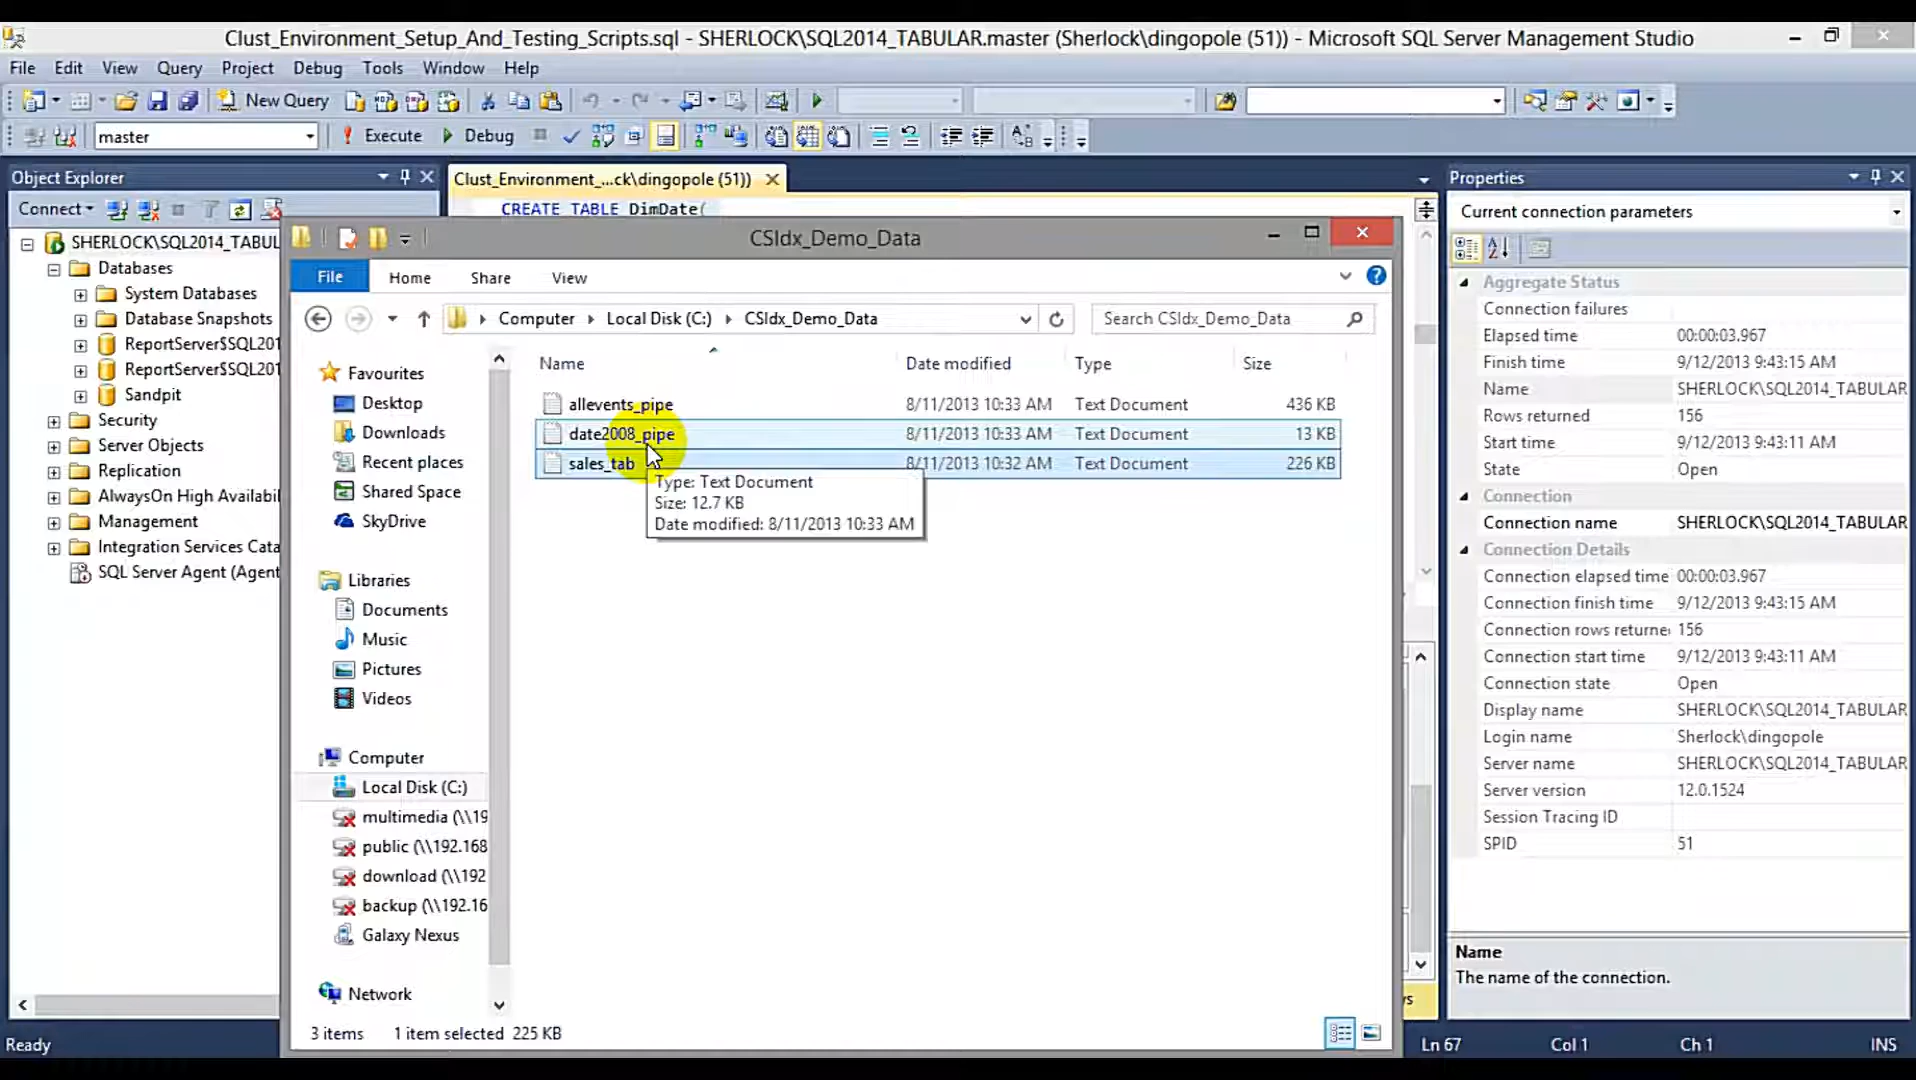 Clust_Environment_Setup_And_Testing_Scripts.sql - SHERLOCK\SQL2014_TABULAR.master (Sherlock\dingopole (51)) - Microsoft SQL Server Management Studio
File Edit View Query Project Debug Tools Window Help
New Query
master Execute Debug
Object Explorer
Connect
SHERLOCK\SQL2014_TABUL
Databases
System Databases
Database Snapshots
ReportServer$SQL201
ReportServer$SQL201
Sandpit
Security
Server Objects
Replication
AlwaysOn High Availabil
Management
Integration Services Cata
SQL Server Agent (Agent
Clust_Environment_...ck\dingopole (51))
CREATE TABLE DimDate(
CSIdx_Demo_Data
File Home Share View
Computer Local Disk (C:) CSIdx_Demo_Data
Search CSIdx_Demo_Data
Favourites
Desktop
Downloads
Recent places
Shared Space
SkyDrive
Libraries
Documents
Music
Pictures
Videos
Computer
Local Disk (C:)
multimedia (\\19
public (\\192.168
download (\\192
backup (\\192.16
Galaxy Nexus
Network
Name Date modified Type Size
allevents_pipe 8/11/2013 10:33 AM Text Document 436 KB
date2008_pipe 8/11/2013 10:33 AM Text Document 13 KB
sales_tab 8/11/2013 10:32 AM Text Document 226 KB
Type: Text Document
Size: 12.7 KB
Date modified: 8/11/2013 10:33 AM
3 items 1 item selected 225 KB
Properties
Current connection parameters
Aggregate Status
Connection failures
Elapsed time 00:00:03.967
Finish time 9/12/2013 9:43:15 AM
Name SHERLOCK\SQL2014_TABULAR
Rows returned 156
Start time 9/12/2013 9:43:11 AM
State Open
Connection
Connection name SHERLOCK\SQL2014_TABULAR
Connection Details
Connection elapsed time 00:00:03.967
Connection finish time 9/12/2013 9:43:15 AM
Connection rows returne 156
Connection start time 9/12/2013 9:43:11 AM
Connection state Open
Display name SHERLOCK\SQL2014_TABULAR
Login name Sherlock\dingopole
Server name SHERLOCK\SQL2014_TABULAR
Server version 12.0.1524
Session Tracing ID
SPID 51
Name
The name of the connection.
Ready Ln 67 Col 1 Ch 1 INS